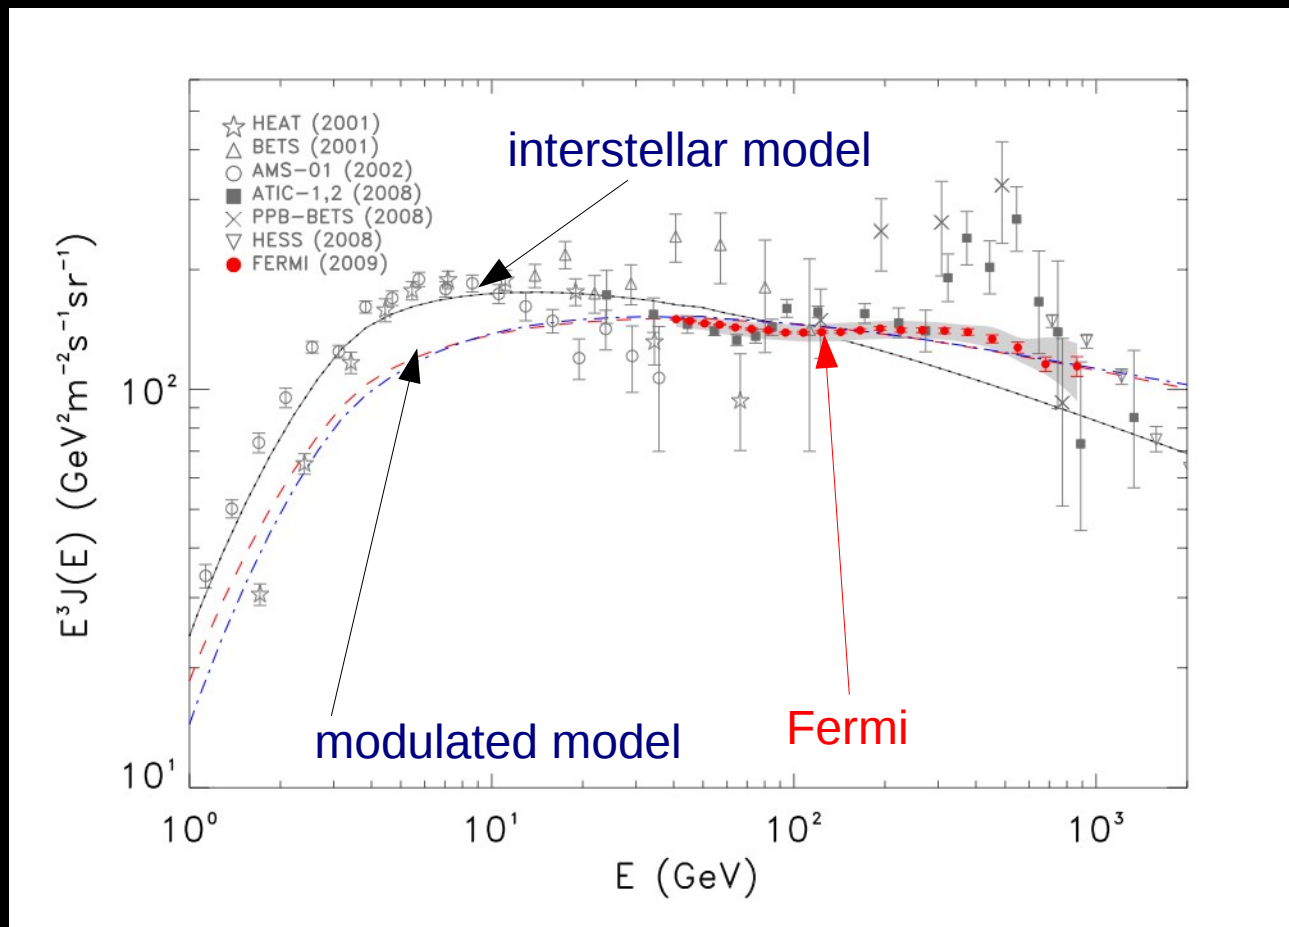 HEAT (2001)
BETS (2001)
AMS-01 (2002)
ATIC-1,2 (2008)
PPB-BETS (2008)
HESS (2008)
FERMI (2009)
interstellar model
modulated model
Fermi
E³J(E) (GeV²m⁻²s⁻¹sr⁻¹)
10²
10¹
10⁰ 10¹ 10² 10³
E (GeV)